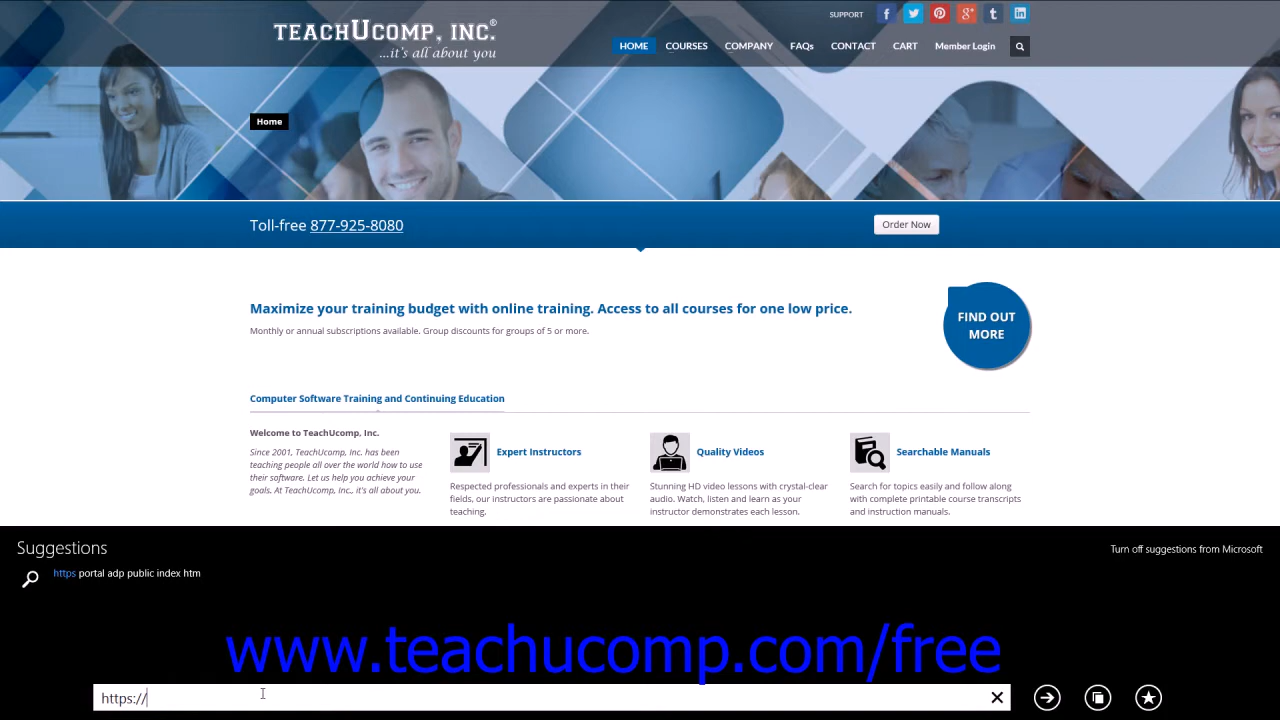 SUPPORT
TEACHUCOMP, INC.®
...it's all about you
HOME COURSES COMPANY FAQs CONTACT CART Member Login
Home
Toll-free 877-925-8080
Order Now
Maximize your training budget with online training. Access to all courses for one low price.
Monthly or annual subscriptions available. Group discounts for groups of 5 or more.
FIND OUT
MORE
Computer Software Training and Continuing Education
Welcome to TeachUcomp, Inc.
Since 2001, TeachUcomp, Inc. has been
teaching people all over the world how to use
their software. Let us help you achieve your
goals. At TeachUcomp, Inc., it's all about you.
Expert Instructors
Respected professionals and experts in their
fields, our instructors are passionate about
teaching.
Quality Videos
Stunning HD video lessons with crystal-clear
audio. Watch, listen and learn as your
instructor demonstrates each lesson.
Searchable Manuals
Search for topics easily and follow along
with complete printable course transcripts
and instruction manuals.
Suggestions
Turn off suggestions from Microsoft
https portal adp public index htm
www.teachucomp.com/free
https://